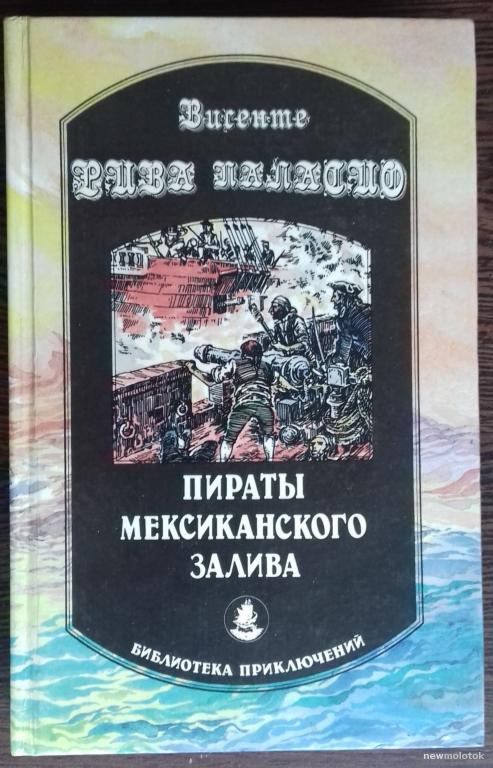 Висенте
РИВА ПАЛАСИО
ПИРАТЫ
МЕКСИКАНСКОГО
ЗАЛИВА
БИБЛИОТЕКА ПРИКЛЮЧЕНИЙ
newmolotok